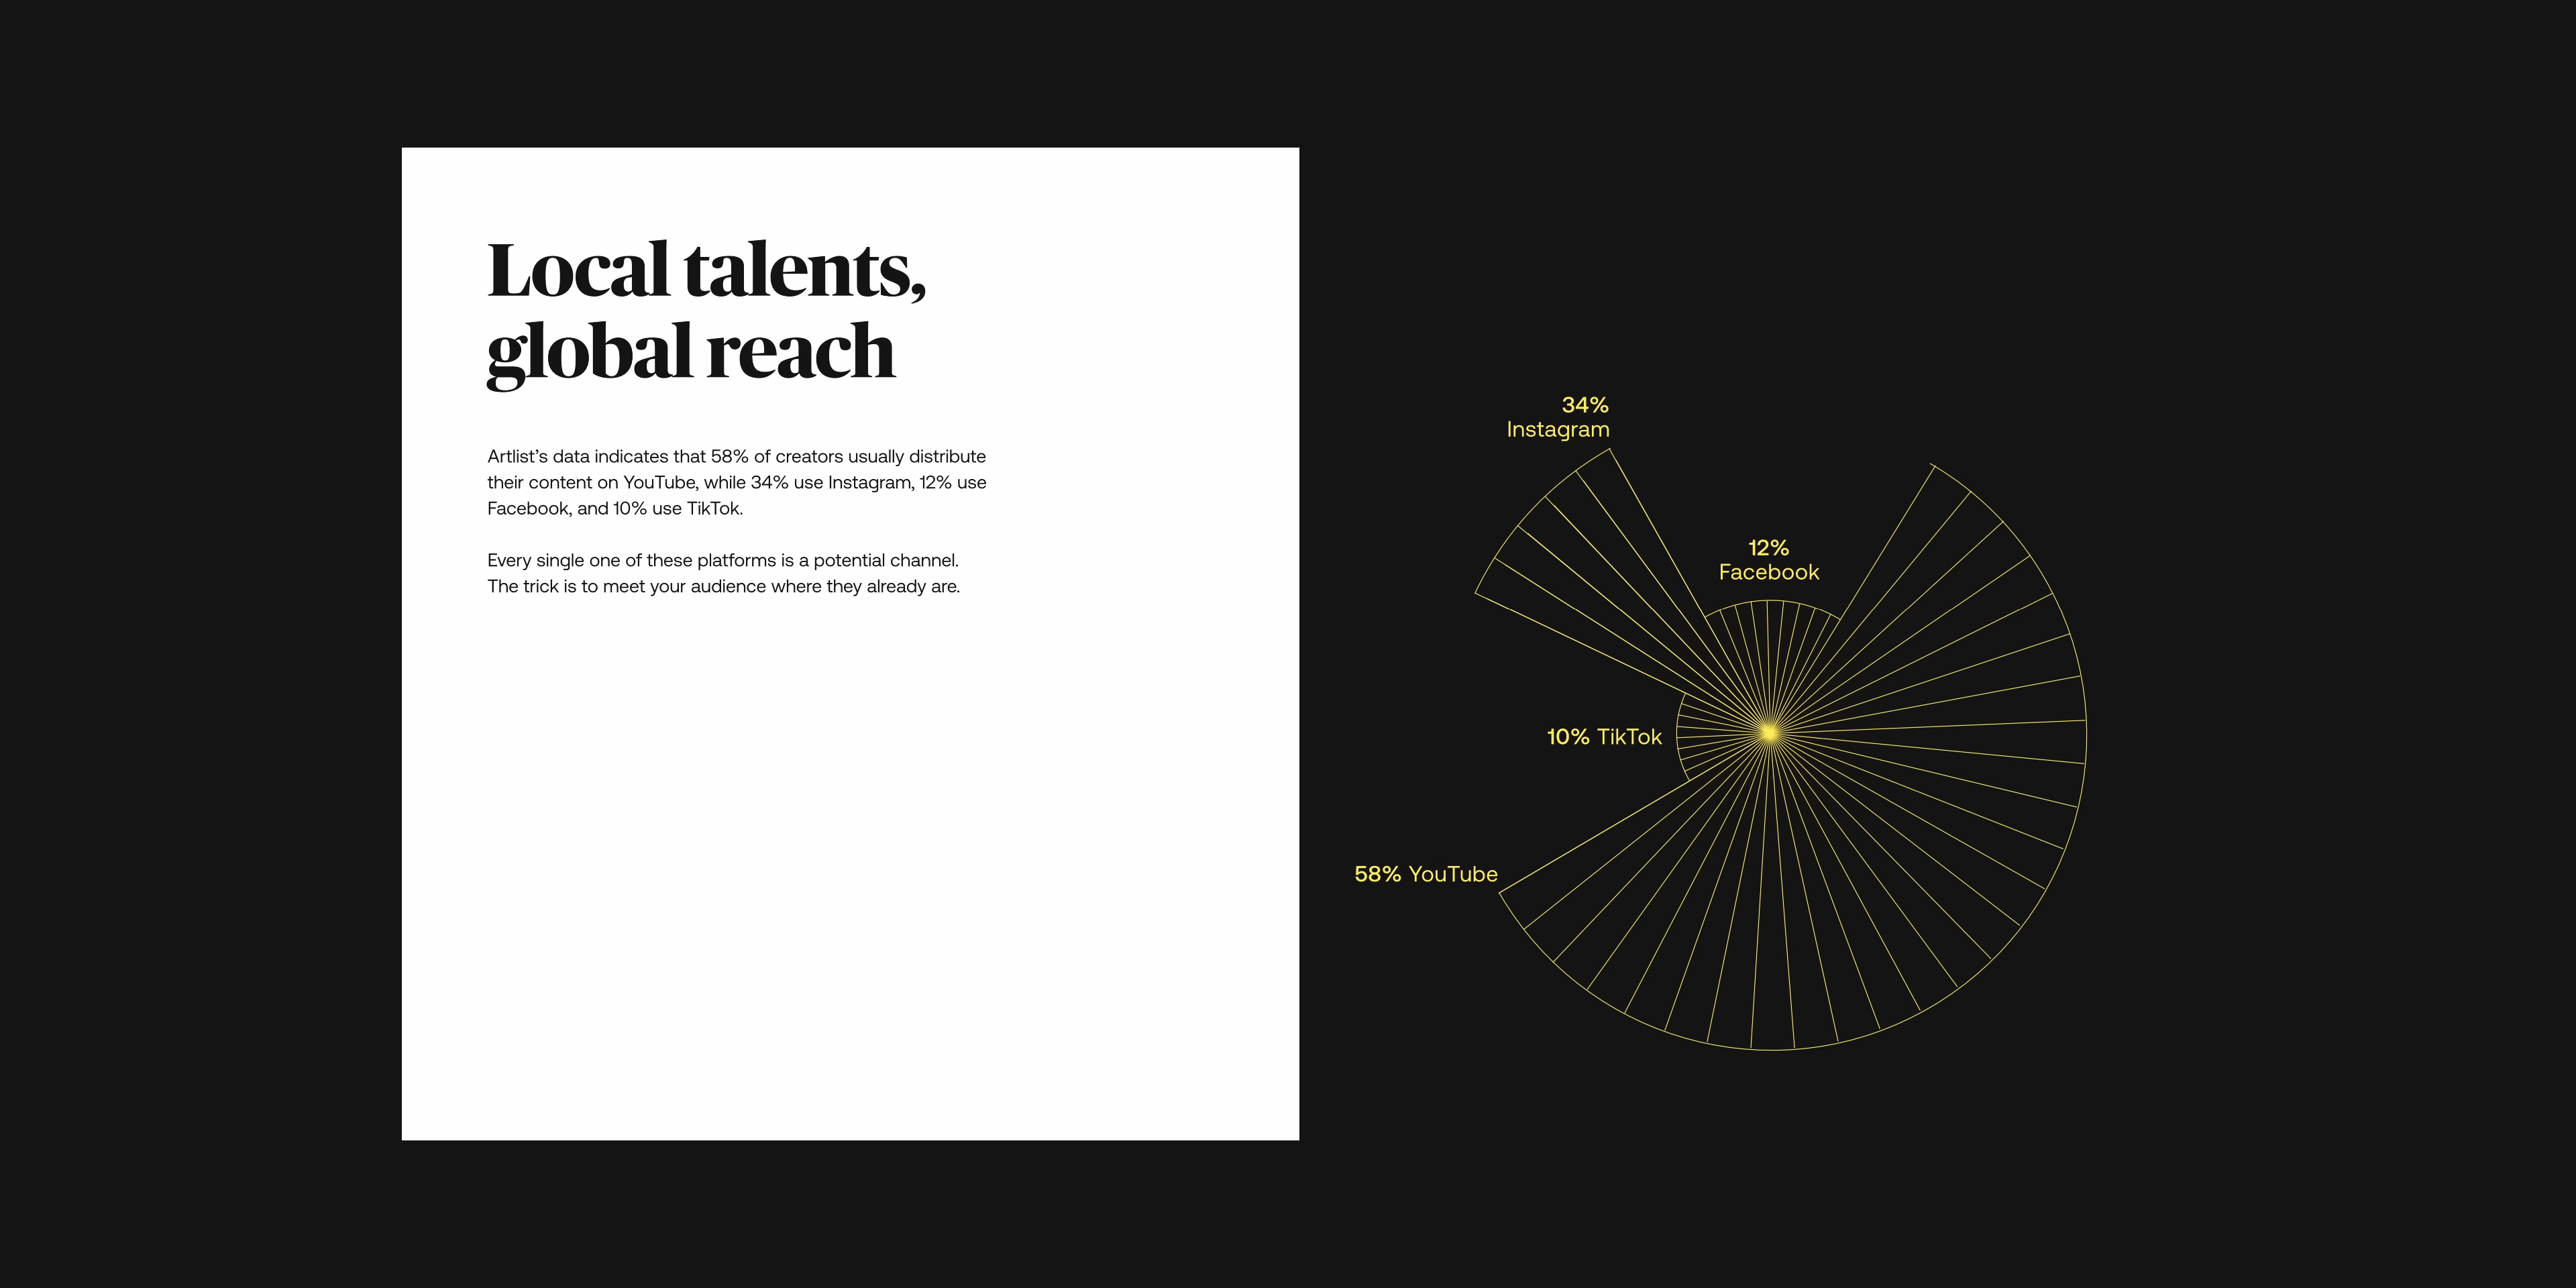 Local talents,
global reach
Artlist’s data indicates that 58% of creators usually distribute
their content on YouTube, while 34% use Instagram, 12% use
Facebook, and 10% use TikTok.
Every single one of these platforms is a potential channel.
The trick is to meet your audience where they already are.
34%
Instagram
12%
Facebook
10% TikTok
58% YouTube